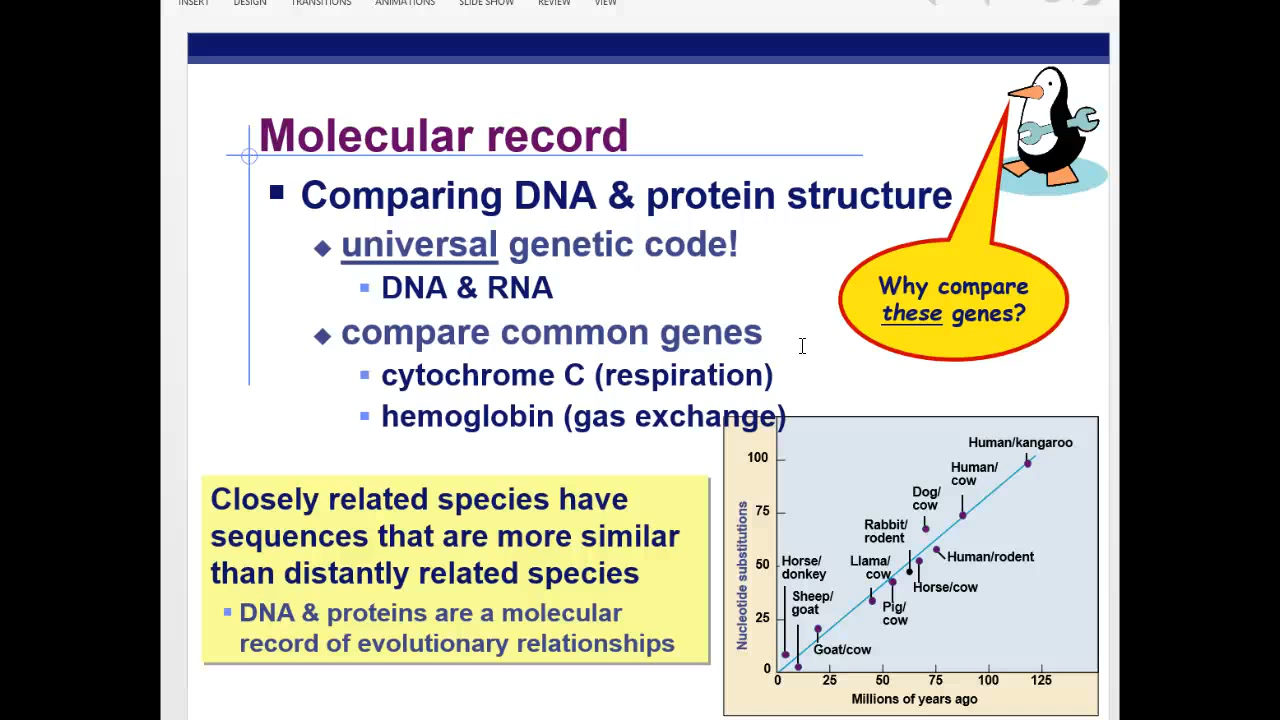 INSERT DESIGN TRANSITIONS ANIMATIONS SLIDE SHOW REVIEW VIEW
Molecular record
Comparing DNA & protein structure
universal genetic code!
DNA & RNA
compare common genes
cytochrome C (respiration)
hemoglobin (gas exchange)
Why compare
these genes?
Closely related species have
sequences that are more similar
than distantly related species
DNA & proteins are a molecular
record of evolutionary relationships
Nucleotide substitutions
100
75
50
25
0
Human/kangaroo
Human/
cow
Dog/
cow
Rabbit/
rodent
Human/rodent
Llama/
cow
Horse/
donkey
Horse/cow
Sheep/
goat
Pig/
cow
Goat/cow
0 25 50 75 100 125
Millions of years ago